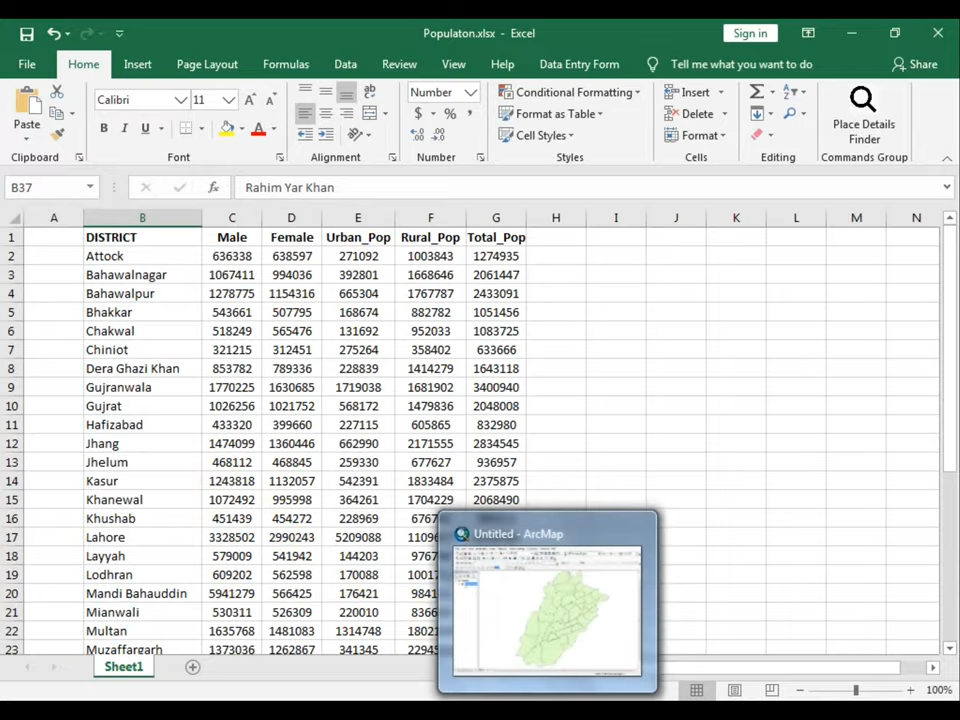 Populaton.xlsx - Excel
Sign in
File Home Insert Page Layout Formulas Data Review View Help Data Entry Form Tell me what you want to do Share
Paste
Calibri 11
B I U
Number
$ % ,
Conditional Formatting
Format as Table
Cell Styles
Insert
Delete
Format
Place Details
Finder
Clipboard Font Alignment Number Styles Cells Editing Commands Group
B37 fx Rahim Yar Khan
A B C D E F G H I J K L M N
1 DISTRICT Male Female Urban_Pop Rural_Pop Total_Pop
2 Attock 636338 638597 271092 1003843 1274935
3 Bahawalnagar 1067411 994036 392801 1668646 2061447
4 Bahawalpur 1278775 1154316 665304 1767787 2433091
5 Bhakkar 543661 507795 168674 882782 1051456
6 Chakwal 518249 565476 131692 952033 1083725
7 Chiniot 321215 312451 275264 358402 633666
8 Dera Ghazi Khan 853782 789336 228839 1414279 1643118
9 Gujranwala 1770225 1630685 1719038 1681902 3400940
10 Gujrat 1026256 1021752 568172 1479836 2048008
11 Hafizabad 433320 399660 227115 605865 832980
12 Jhang 1474099 1360446 662990 2171555 2834545
13 Jhelum 468112 468845 259330 677627 936957
14 Kasur 1243818 1132057 542391 1833484 2375875
15 Khanewal 1072492 995998 364261 1704229 2068490
16 Khushab 451439 454272 228969 6767
17 Lahore 3328502 2990243 5209088 11096
18 Layyah 579009 541942 144203 9767
19 Lodhran 609202 562598 170088 10017
20 Mandi Bahauddin 5941279 566425 176421 9841
21 Mianwali 530311 526309 220010 8366
22 Multan 1635768 1481083 1314748 18021
23 Muzaffargarh 1373036 1262867 341345 22945
Untitled - ArcMap
Sheet1
100%